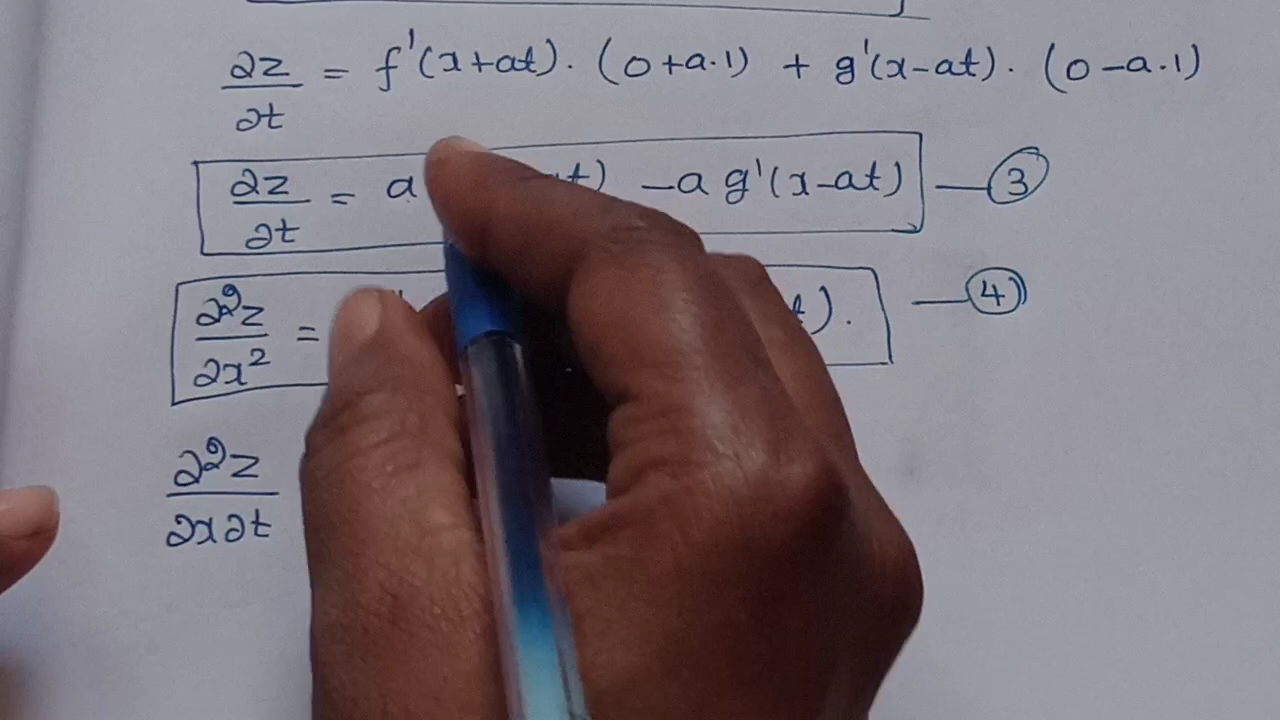 ∂z/∂t = f'(x+at). (0+a.1) + g'(x-at). (0-a.1)
∂z/∂t = a t) -a g'(x-at) — ③
∂²z/∂x² = t). — ④
∂²z/∂x∂t